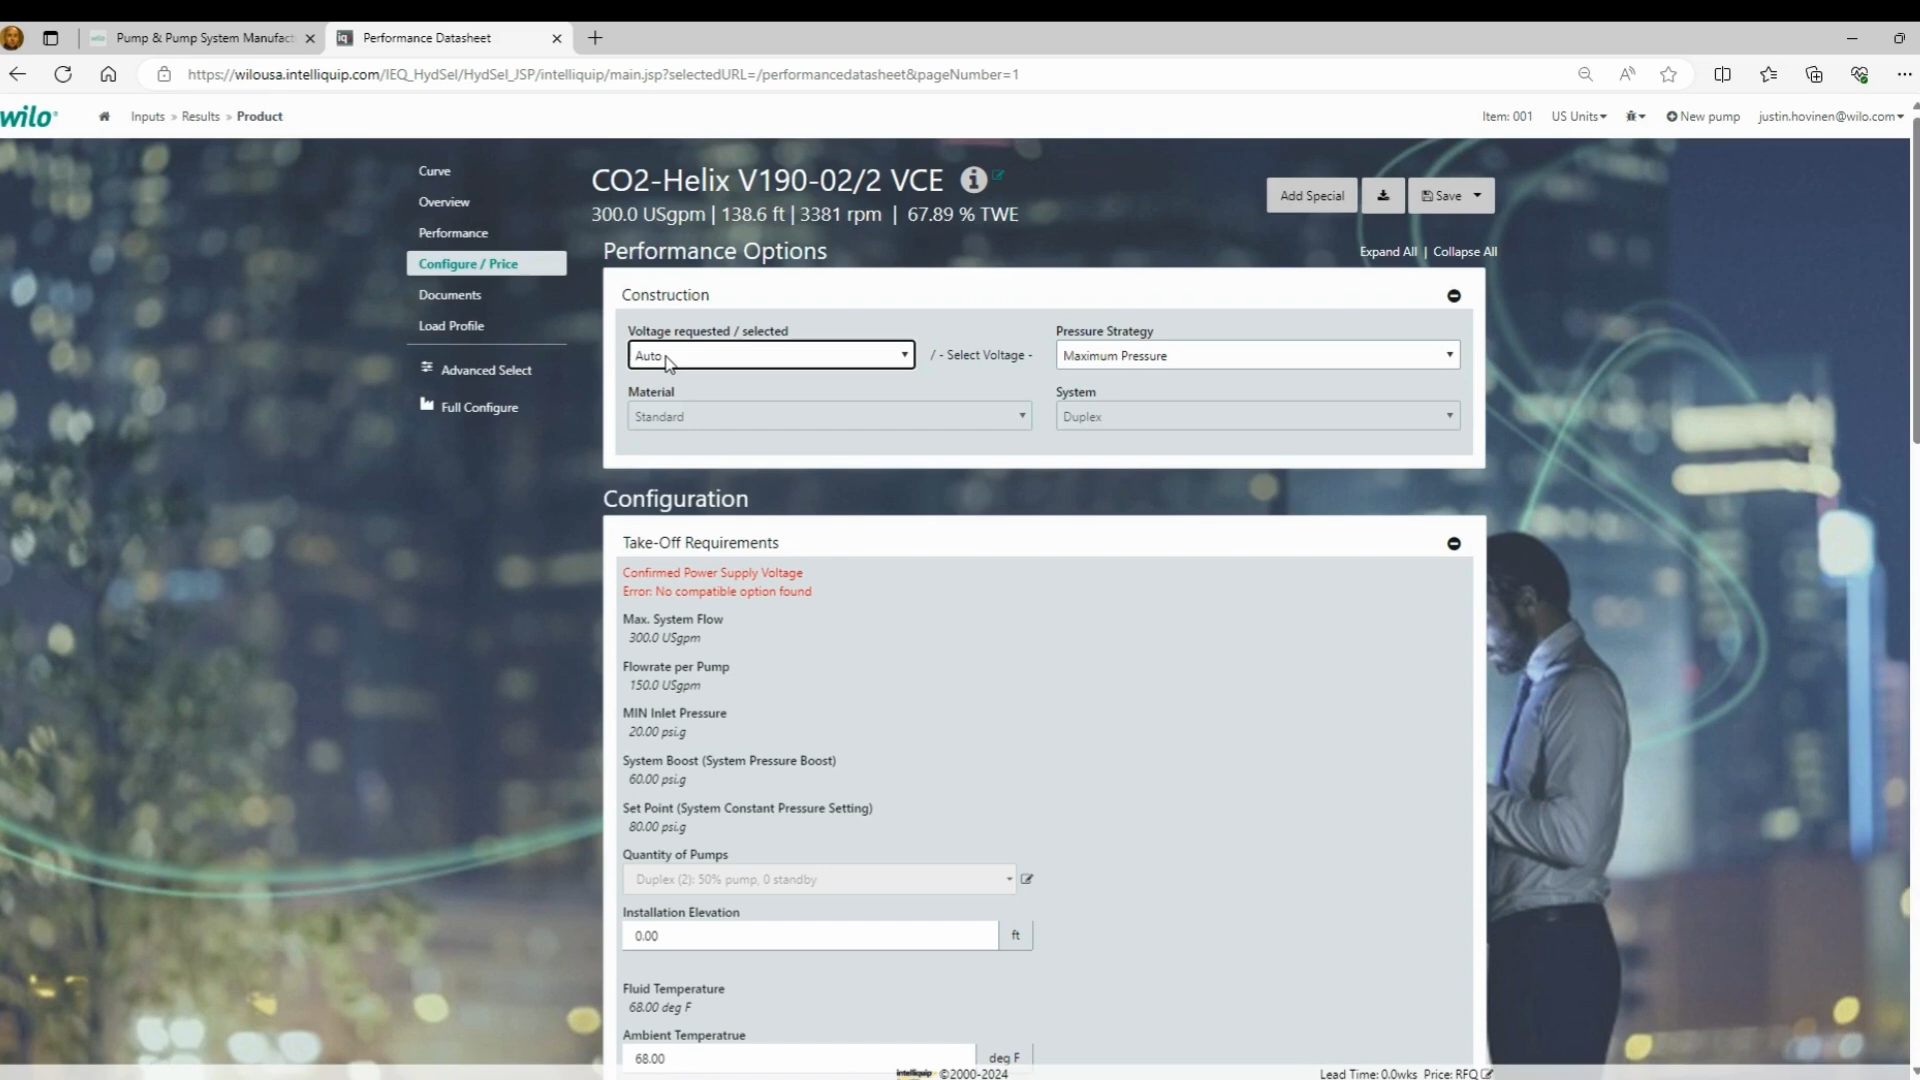 Pump & Pump System Manufact
Performance Datasheet
https://wilousa.intelliquip.com/IEQ_HydSel/HydSel_JSP/intelliquip/main.jsp?selectedURL=/performancedatasheet&pageNumber=1
wilo
Inputs » Results » Product
Item: 001
US Units
New pump
justin.hovinen@wilo.com
Curve
Overview
Performance
Configure / Price
Documents
Load Profile
Advanced Select
Full Configure
CO2-Helix V190-02/2 VCE
300.0 USgpm | 138.6 ft | 3381 rpm | 67.89 % TWE
Add Special
Save
Performance Options
Expand All | Collapse All
Construction
Voltage requested / selected
Pressure Strategy
Auto
/ - Select Voltage -
Maximum Pressure
Material
System
Standard
Duplex
Configuration
Take-Off Requirements
Confirmed Power Supply Voltage
Error: No compatible option found
Max. System Flow
300.0 USgpm
Flowrate per Pump
150.0 USgpm
MIN Inlet Pressure
20.00 psi.g
System Boost (System Pressure Boost)
60.00 psi.g
Set Point (System Constant Pressure Setting)
80.00 psi.g
Quantity of Pumps
Duplex (2): 50% pump, 0 standby
Installation Elevation
0.00
ft
Fluid Temperature
68.00 deg F
Ambient Temperatrue
68.00
deg F
intelliquip ©2000-2024
Lead Time: 0.0wks Price: RFQ